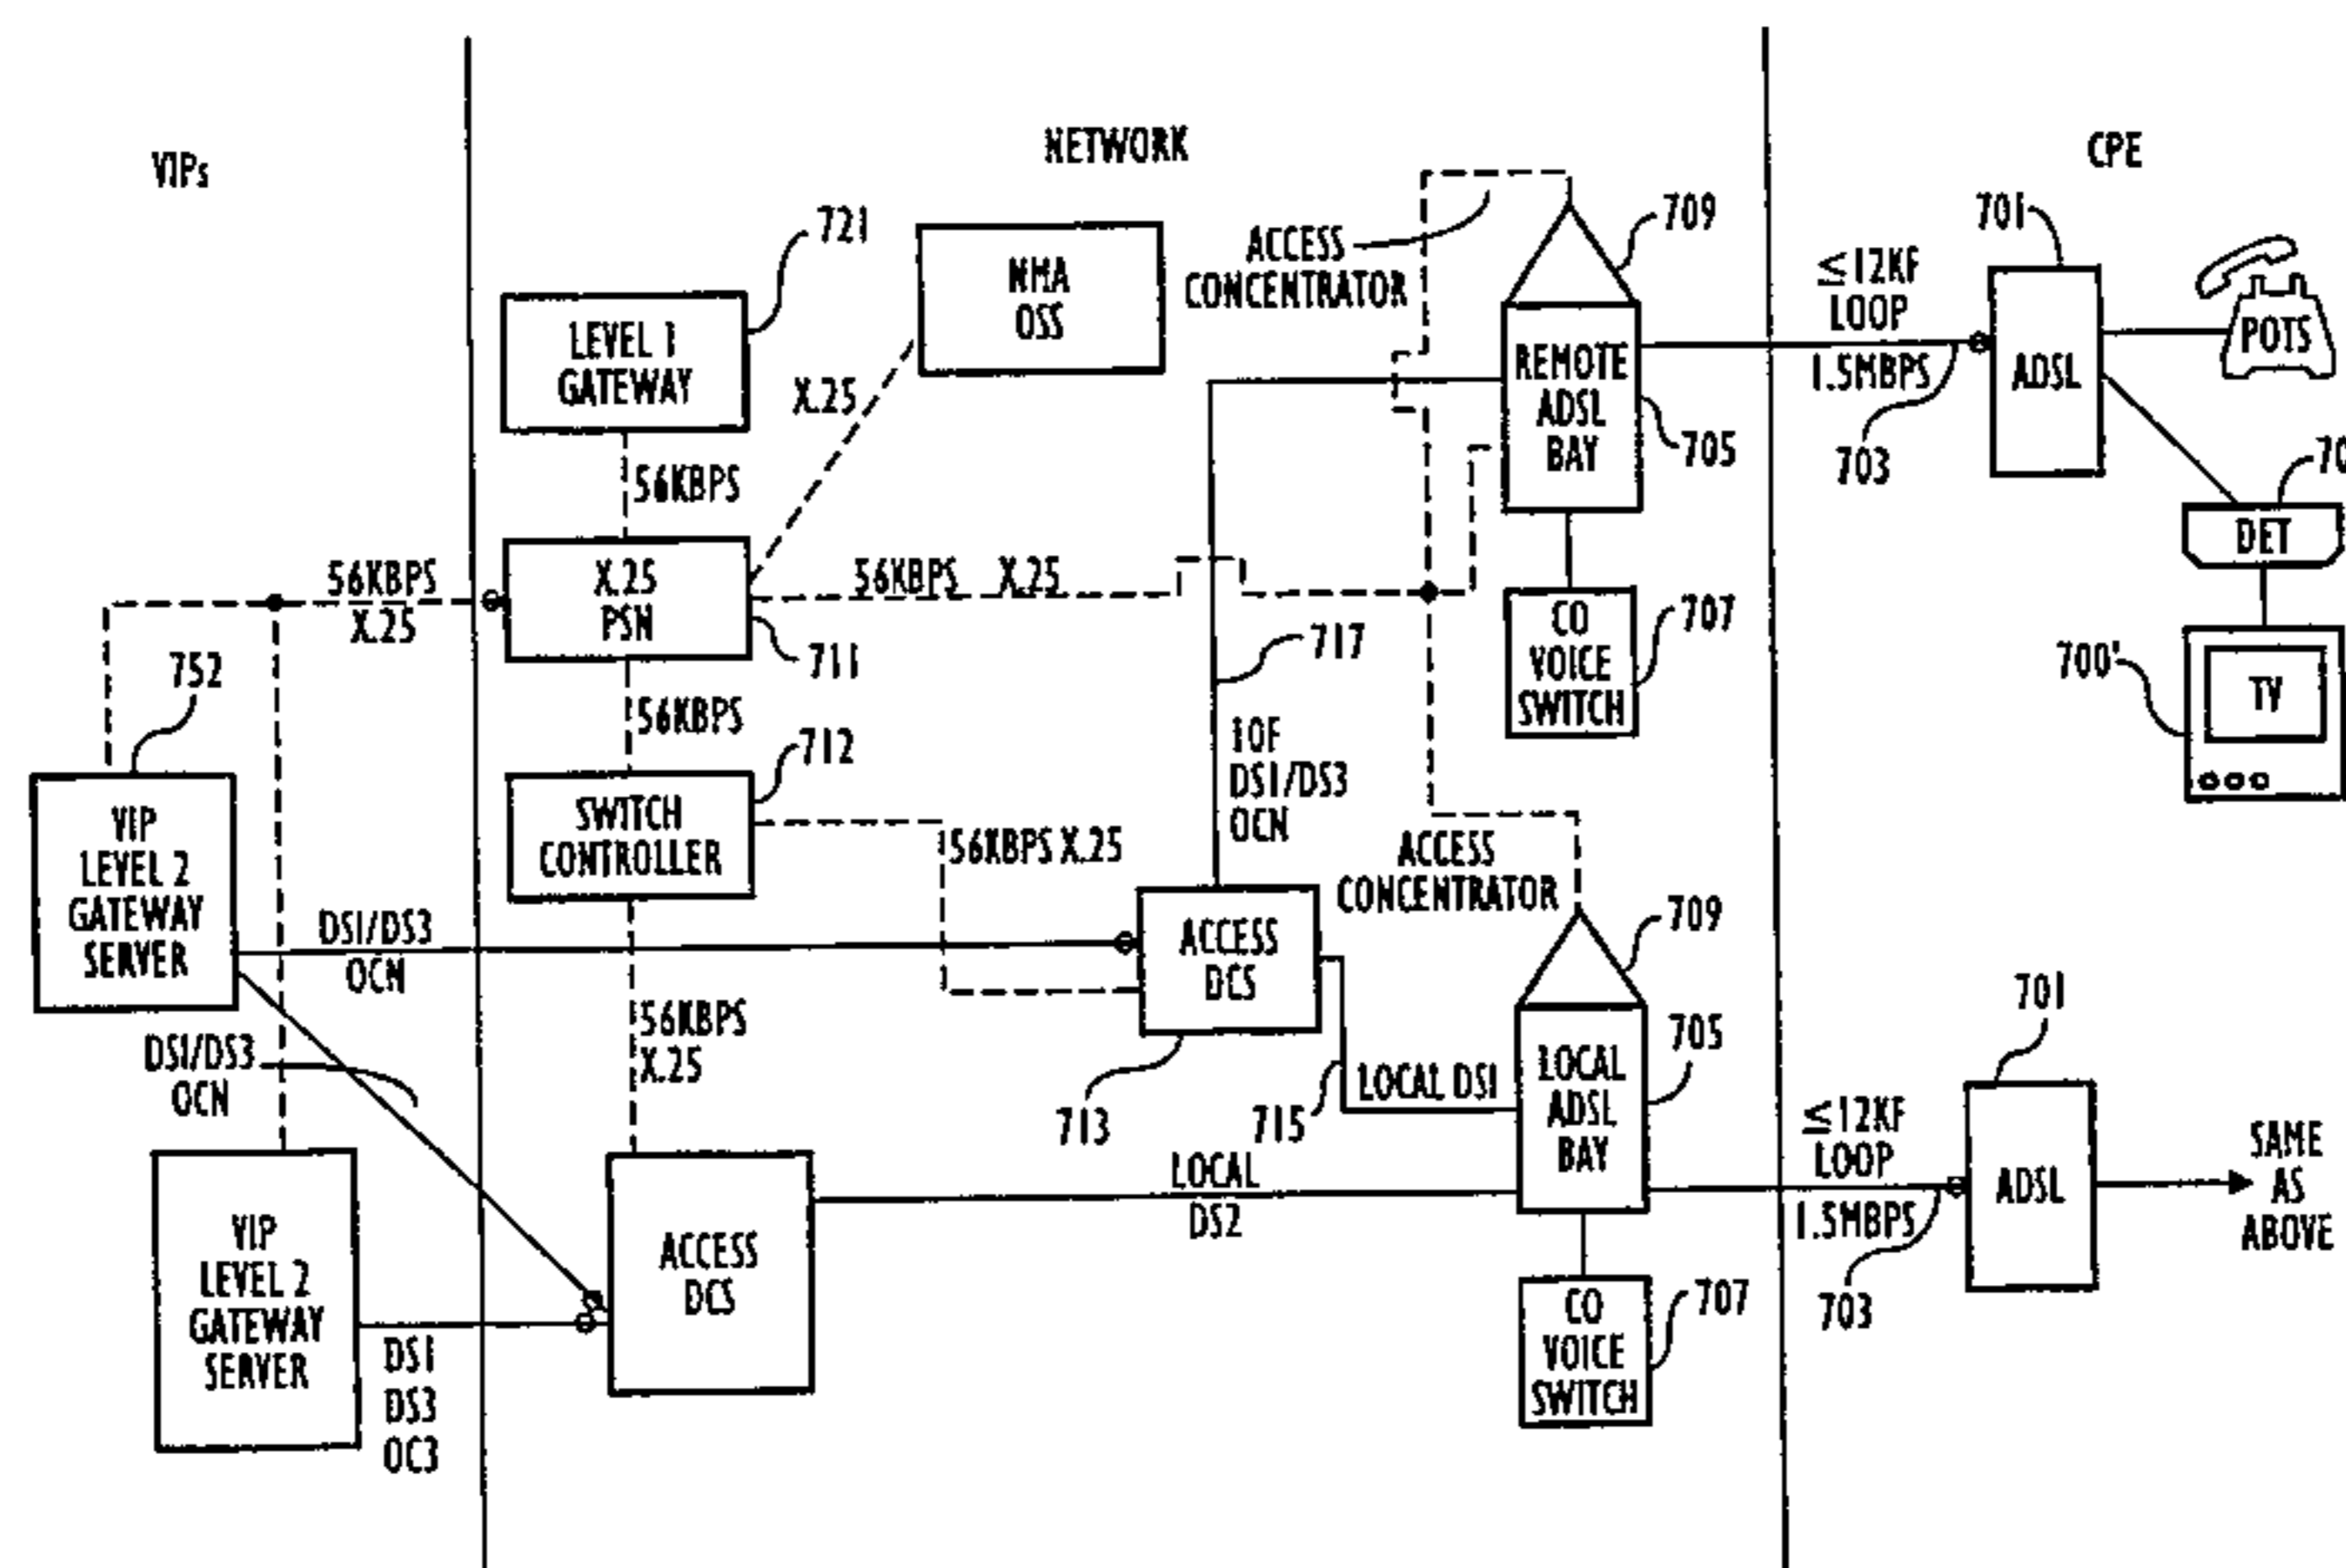 VIPs
NETWORK
CPE
721
LEVEL 1
GATEWAY
NMA
OSS
X.25
56KBPS
ACCESS
CONCENTRATOR
709
REMOTE
ADSL
BAY
705
≤12KF
LOOP
1.5MBPS
703
701
ADSL
POTS
70
DET
700'
TV
56KBPS
X.25
X.25
PSN
711
56KBPS X.25
717
CO
VOICE
SWITCH
707
752
VIP
LEVEL 2
GATEWAY
SERVER
56KBPS
712
SWITCH
CONTROLLER
56KBPS X.25
IOF
DS1/DS3
OCN
ACCESS
CONCENTRATOR
709
DS1/DS3
OCN
ACCESS
DCS
713
DS1/DS3
OCN
56KBPS
X.25
715
LOCAL DS1
LOCAL
ADSL
BAY
705
≤12KF
LOOP
1.5MBPS
703
701
ADSL
SAME
AS
ABOVE
VIP
LEVEL 2
GATEWAY
SERVER
DS1
DS3
OC3
ACCESS
DCS
LOCAL
DS2
CO
VOICE
SWITCH
707